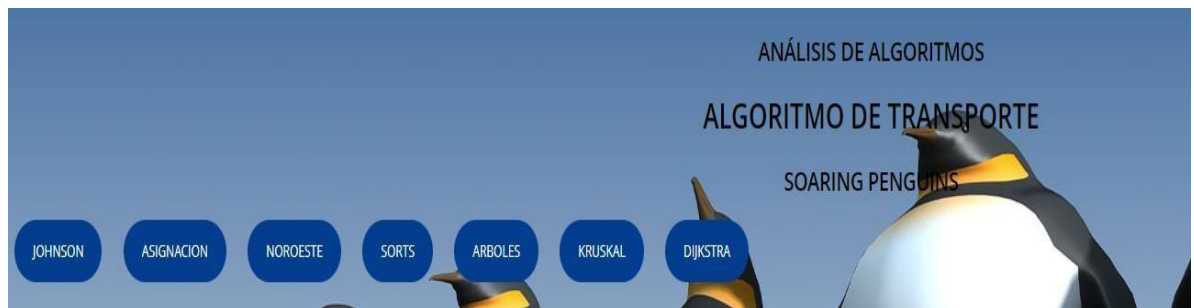 ANÁLISIS DE ALGORITMOS
ALGORITMO DE TRANSPORTE
SOARING PENGUINS
JOHNSON ASIGNACION NOROESTE SORTS ARBOLES KRUSKAL DIJKSTRA